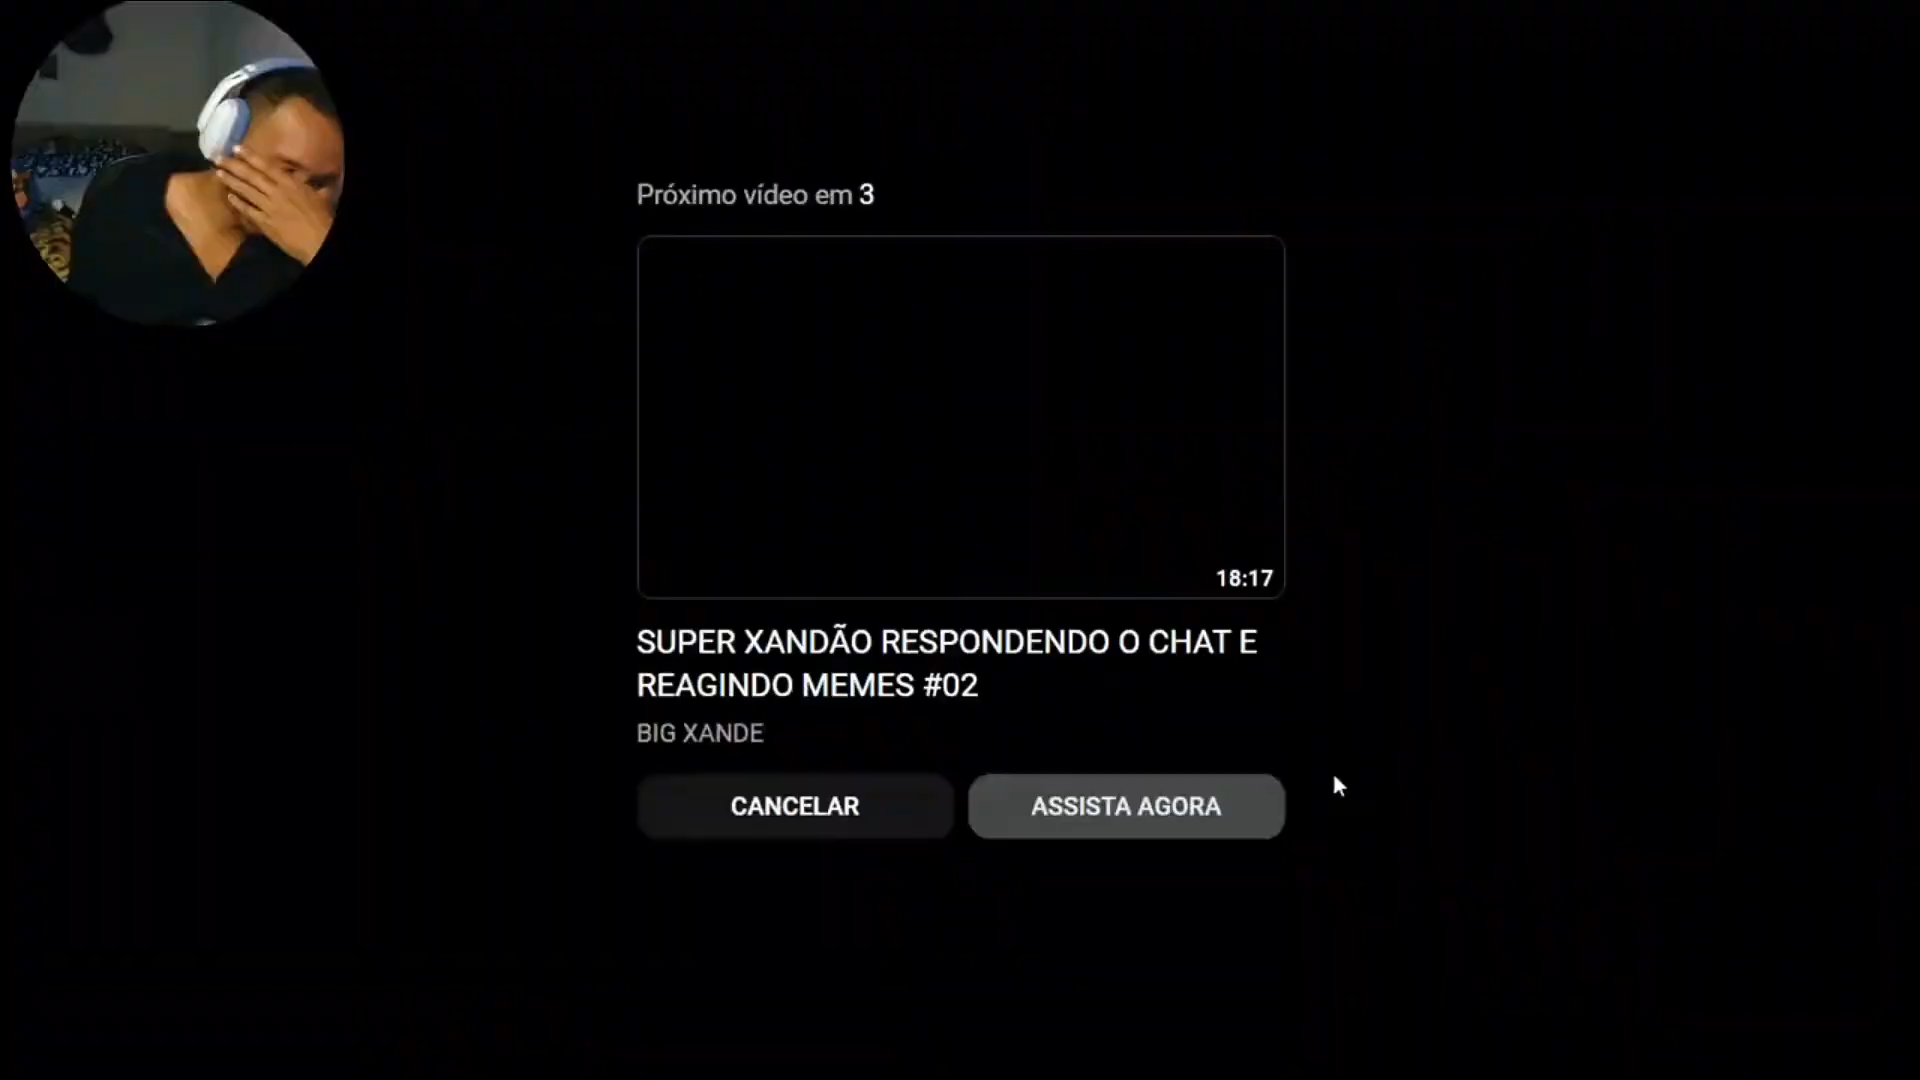 Próximo vídeo em 3
18:17
SUPER XANDÃO RESPONDENDO O CHAT E
REAGINDO MEMES #02
BIG XANDE
CANCELAR
ASSISTA AGORA